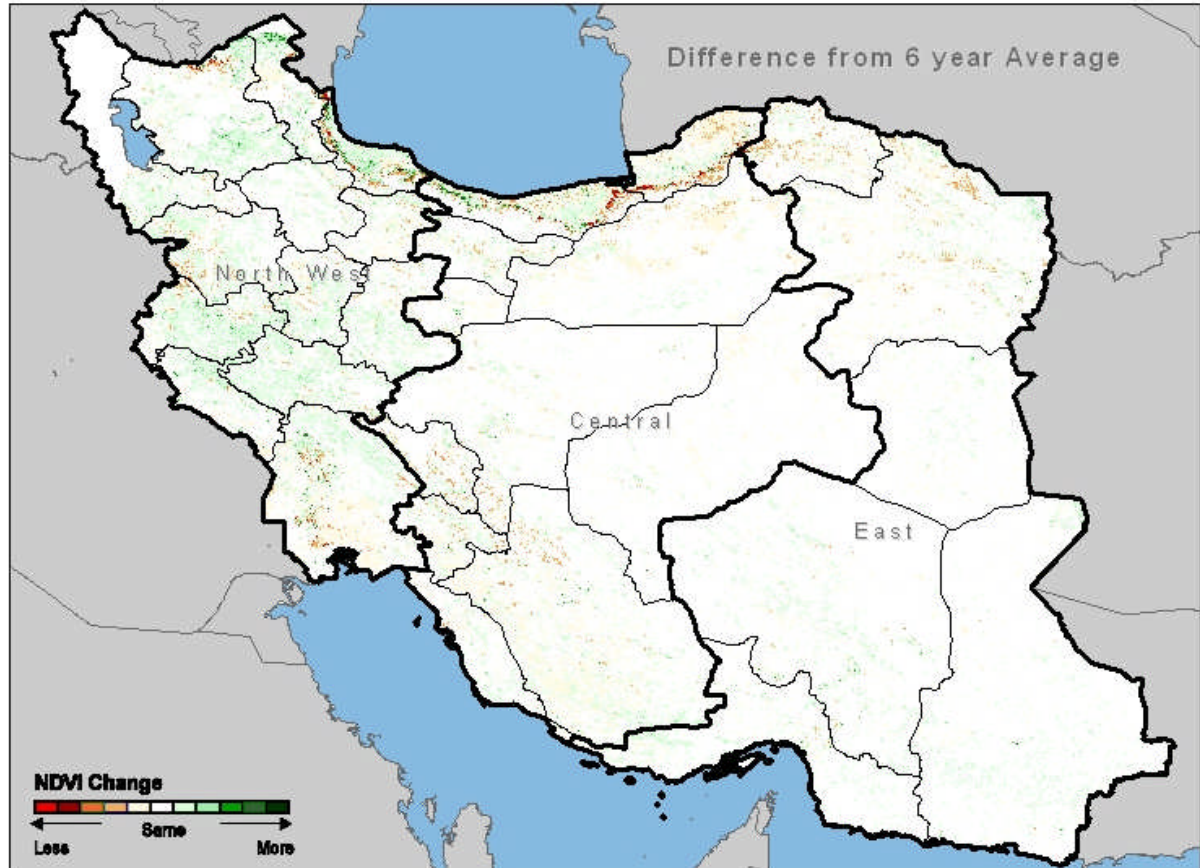 Difference from 6 year Average
North West
Central
East
NDVI Change
Same
Less More